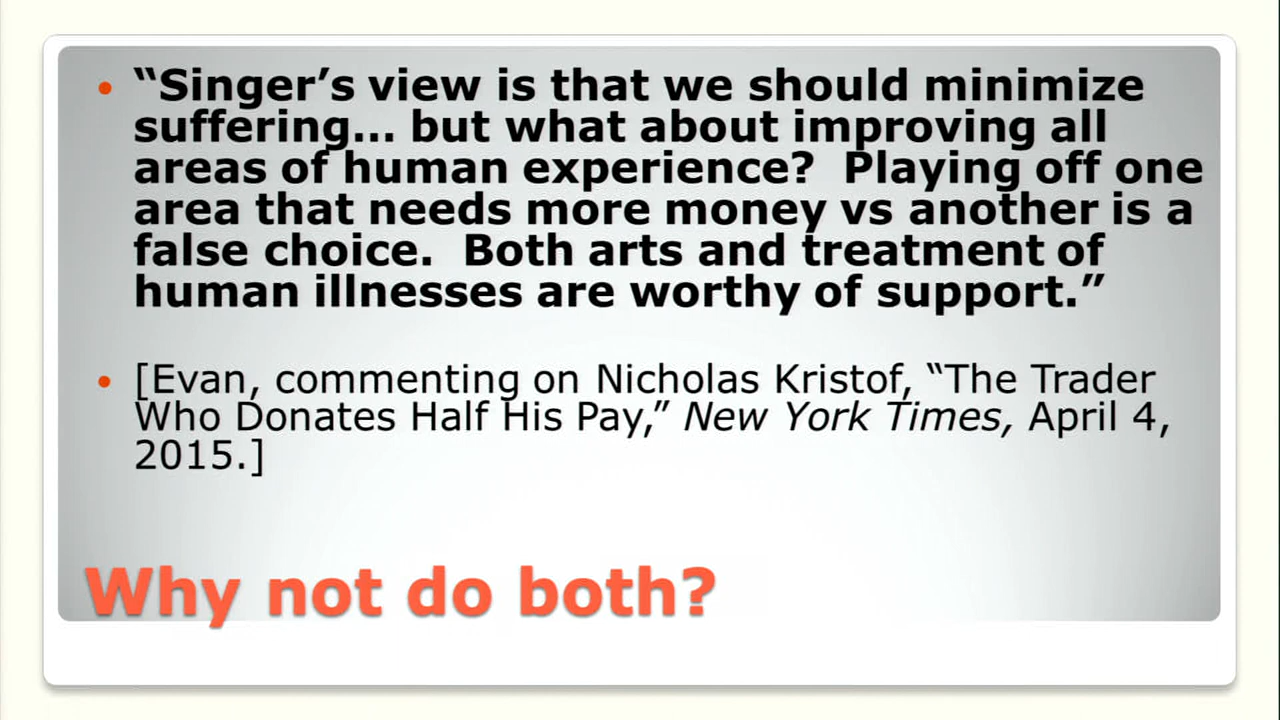 “Singer’s view is that we should minimize
suffering… but what about improving all
areas of human experience?  Playing off one
area that needs more money vs another is a
false choice.  Both arts and treatment of
human illnesses are worthy of support.”
[Evan, commenting on Nicholas Kristof, “The Trader
Who Donates Half His Pay,” New York Times, April 4,
2015.]
Why not do both?